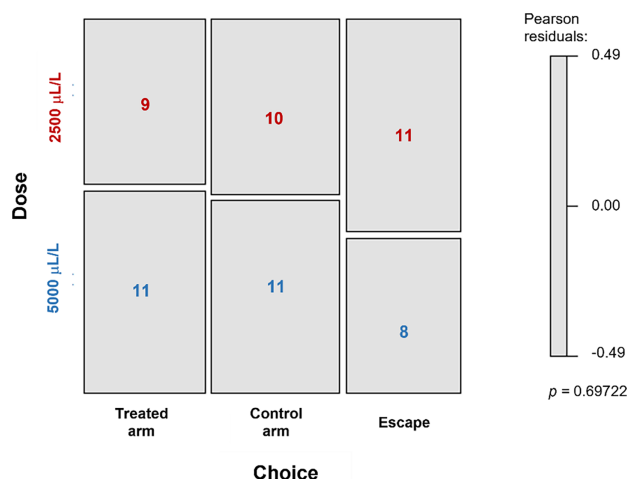 Pearson
residuals:
0.49
0.00
-0.49
p = 0.69722
Dose
2500 μL/L
5000 μL/L
9
10
11
11
11
8
Treated
arm
Control
arm
Escape
Choice